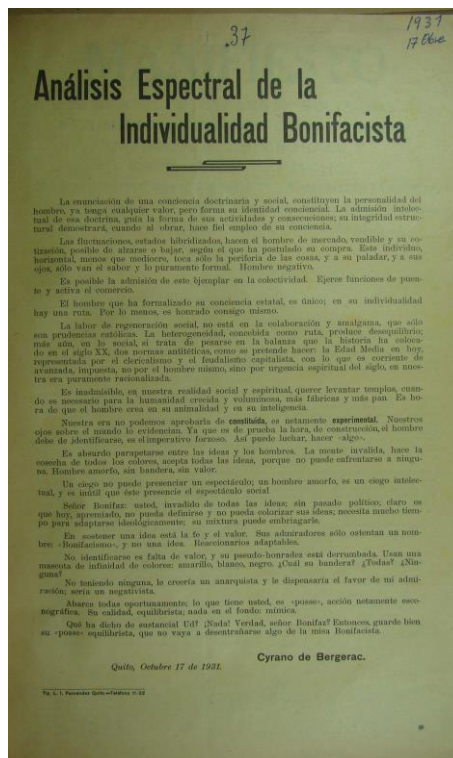 .37
1931
17 Obre.
Análisis Espectral de la
Individualidad Bonifacista
La enunciación de una conciencia doctrinaria y social, constituyen la personalidad del
hombre, ya tenga cualquier valor, pero forma su identidad conciencial. La admisión intelec-
tual de esa doctrina, guía la forma de sus actividades y consecuciones; su integridad estruc-
tural demostrará, cuando al obrar, hace fiel empleo de su conciencia.
Las fluctuaciones, estados hibridizados, hacen el hombre de mercado, vendible y su co-
tización, posible de alzarse o bajar, según el que ha postulado su compra. Este individuo,
horizontal, menos que mediocre, toca sólo la periferia de las cosas, y a su paladar, y a sus
ojos, sólo van el sabor y lo puramente formal. Hombre negativo.
Es posible la admisión de este ejemplar en la colectividad. Ejerce funciones de puen-
te y activa el comercio.
El hombre que ha formalizado su conciencia estatal, es único; en su individualidad
hay una ruta. Por lo menos, es honrado consigo mismo.
La labor de regeneración social, no está en la colaboración y amalgama, que sólo
son prudencias católicas. La heterogeneidad, concebida como ruta, produce desequilibrio;
más aún, en lo social, si trata de pesarse en la balanza que la historia ha coloca-
do en el siglo XX, dos normas antitéticas, como se pretende hacer: la Edad Media en hoy,
representada por el clericalismo y el feudalismo capitalista, con lo que es corriente de
avanzada, impuesta, no por el hombre mismo, sino por urgencia espiritual del siglo, en nues-
tra era puramente racionalizada.
Es inadmisible, en nuestra realidad social y espiritual, querer levantar templos, cuan-
do es necesario para la humanidad crecida y voluminosa, más fábricas y más pan. Es ho-
ra de que el hombre crea en su animalidad y en su inteligencia.
Nuestra era no podemos aprobarla de constituída, es netamente experimental. Nuestros
ojos sobre el mundo lo evidencian. Ya que es de prueba la hora, de construcción, el hombre
debe de identificarse, es el imperativo forzoso. Así puede luchar, hacer «algo».
Es absurdo parapetarse entre las ideas y los hombres. La mente invalida, hace la
cosecha de todos los colores, acepta todas las ideas, porque no puede enfrentarse a ningu-
na. Hombre amorfo, sin bandera, sin valor.
Un ciego no puede presenciar un espectáculo; un hombre amorfo, es un ciego intelec-
tual, y es inútil que éste presencie el espectáculo social
Señor Bonifaz: usted, invadido de todas las ideas; sin pasado político; claro es
que hoy, apremiado, no pueda definirse y no pueda colorizar sus ideas; necesita mucho tiem-
po para adaptarse ideológicamente; su mixtura puede embriagarle.
En sostener una idea está la fe y el valor. Sus admiradores sólo ostentan un nom-
bre: «Bonifacismo», y no una idea. Reaccionarios adaptables.
No identificarse es falta de valor, y su pseudo-honradez está derrumbada. Usan una
mascota de infinidad de colores: amarillo, blanco, negro. ¿Cuál su bandera? ¿Todas? ¿Nin-
guna?
No teniendo ninguna, le creería un anarquista y le dispensaría el favor de mi admi-
ración; sería un negativista.
Abarca todas oportunamente; lo que tiene usted, es «posse», acción netamente esce-
nográfica. Su calidad, equilibrista; nada en el fondo: mímica.
Qué ha dicho de sustancial Ud? ¡Nada! Verdad, señor Bonifaz? Entonces, guarde bien
su «posse» equilibrista, que no vaya a desentrañarse algo de la misa Bonifacista.
Cyrano de Bergerac.
Quito, Octubre 17 de 1931.
Tip. L. I. Fernández Quito—Teléfono 11-22